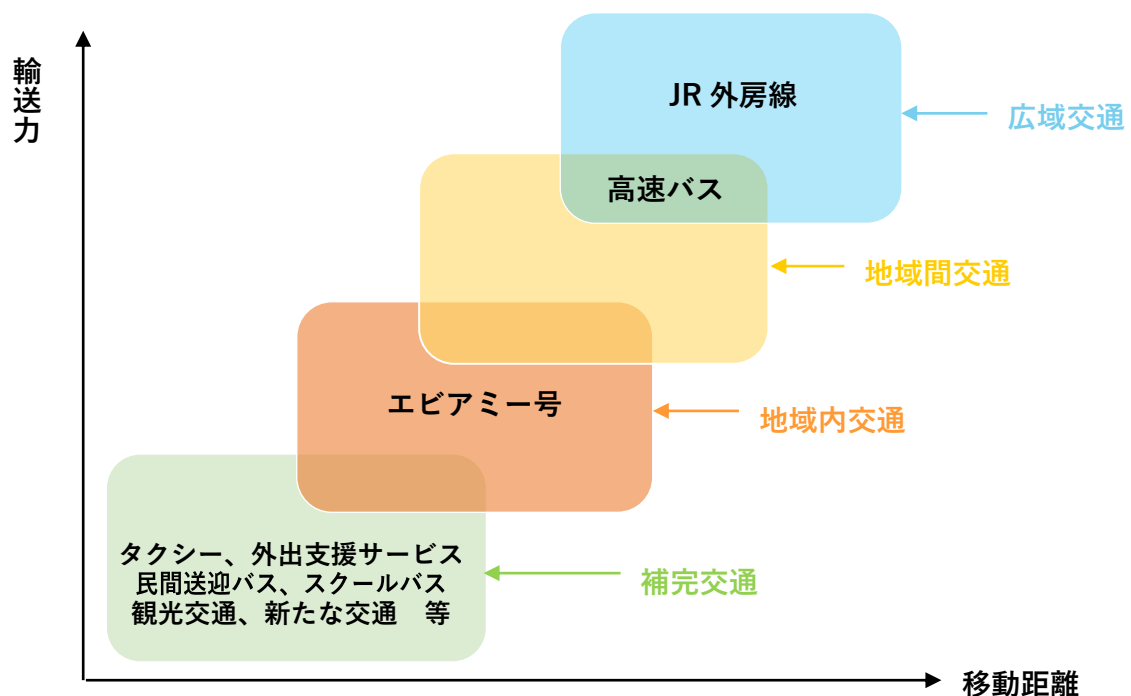 輸送力
JR 外房線
広域交通
高速バス
地域間交通
エビアミー号
地域内交通
タクシー、外出支援サービス
民間送迎バス、スクールバス
観光交通、新たな交通　等
補完交通
移動距離